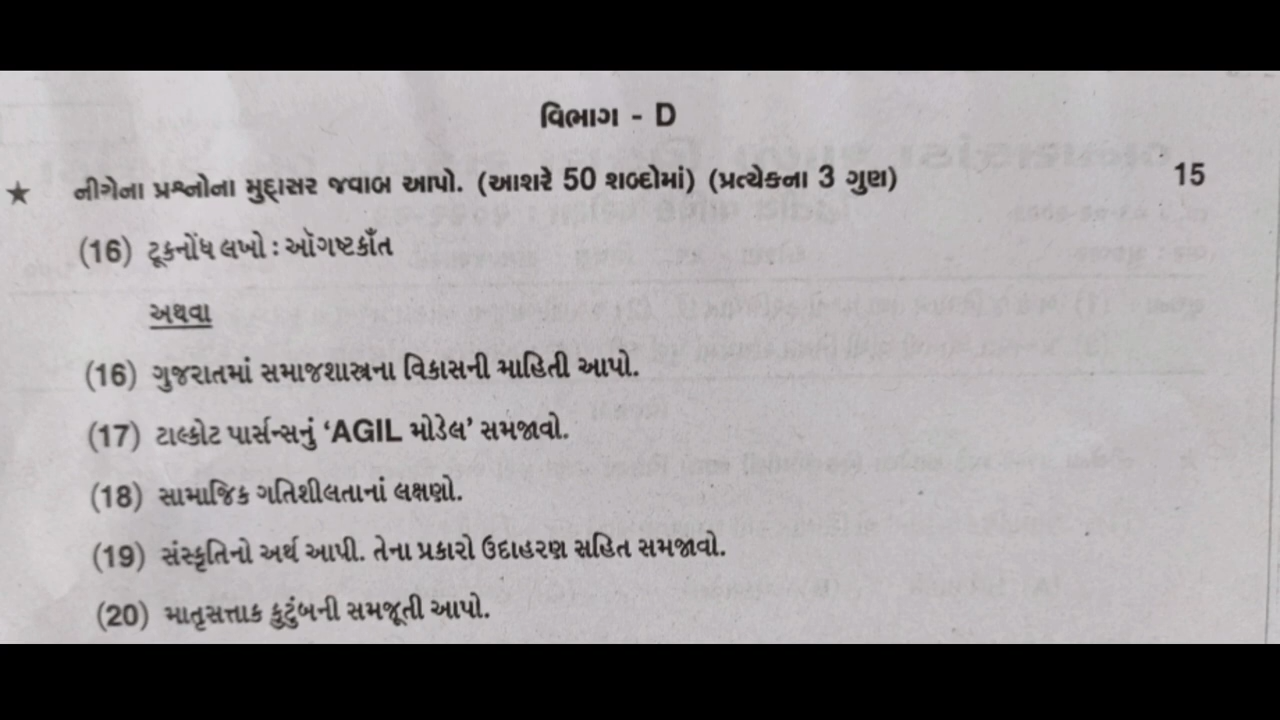 વિભાગ - D
★ નીચેના પ્રશ્નોના મુદ્દાસર જવાબ આપો. (આશરે 50 શબ્દોમાં) (પ્રત્યેકના 3 ગુણ) 15
(16) ટૂકનોંધ લખો : ઑગષ્ટકૉંત
અથવા
(16) ગુજરાતમાં સમાજશાસ્ત્રના વિકાસની માહિતી આપો.
(17) ટાલ્કોટ પાર્સન્સનું ‘AGIL મોડેલ’ સમજાવો.
(18) સામાજિક ગતિશીલતાનાં લક્ષણો.
(19) સંસ્કૃતિનો અર્થ આપી. તેના પ્રકારો ઉદાહરણ સહિત સમજાવો.
(20) માતૃસત્તાક કુટુંબની સમજૂતી આપો.